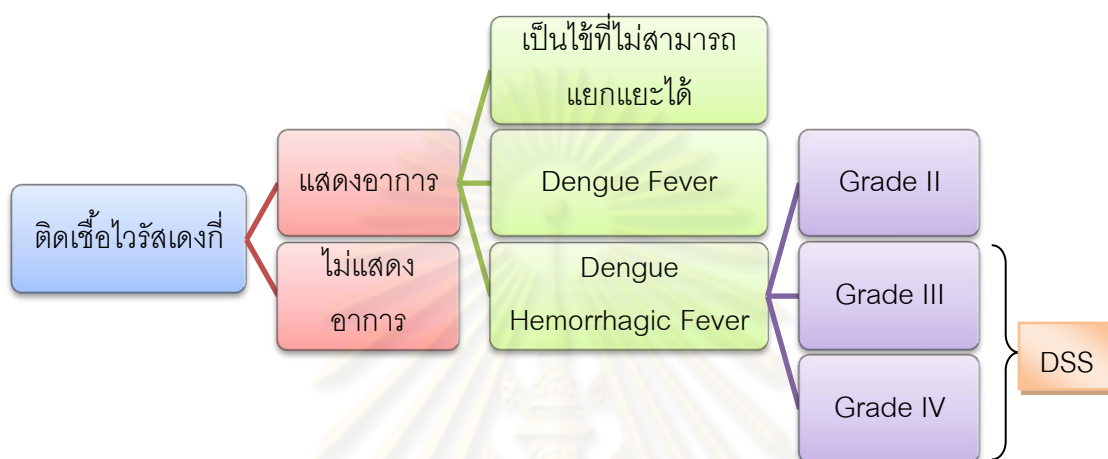 เป็นไข้ที่ไม่สามารถ
แยกแยะได้
แสดงอาการ
Dengue Fever
Grade II
ติดเชื้อไวรัสเดงกี่
ไม่แสดง
อาการ
Dengue
Hemorrhagic Fever
Grade III
DSS
Grade IV